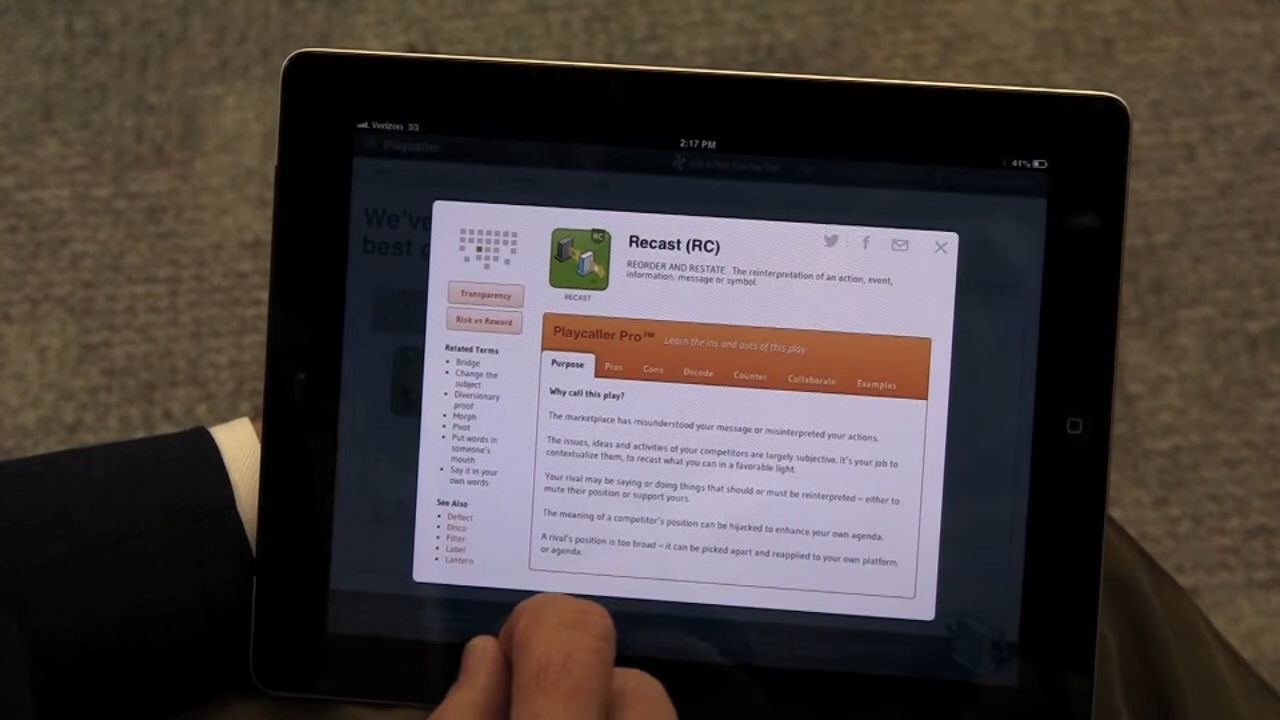 Verizon 3G
2:17 PM
41%
Playcaller
We've
best
Recast (RC)
REORDER AND RESTATE. The reinterpretation of an action, event,
information, message or symbol.
RC
RECAST
Transparency
Risk vs Reward
Related Terms
Bridge
Change the
subject
Diversionary
proof
Morph
Pivot
Put words in
someone's
mouth
Say it in your
own words
See Also
Deflect
Disco
Filter
Label
Lantern
Playcaller Pro™ Learn the ins and outs of this play
Purpose Pros Cons Decode Counter Collaborate Examples
Why call this play?
The marketplace has misunderstood your message or misinterpreted your actions.
The issues, ideas and activities of your competitors are largely subjective. It's your job to
contextualize them, to recast what you can in a favorable light.
Your rival may be saying or doing things that should or must be reinterpreted – either to
mute their position or support yours.
The meaning of a competitor's position can be hijacked to enhance your own agenda.
A rival's position is too broad – it can be picked apart and reapplied to your own platform
or agenda.